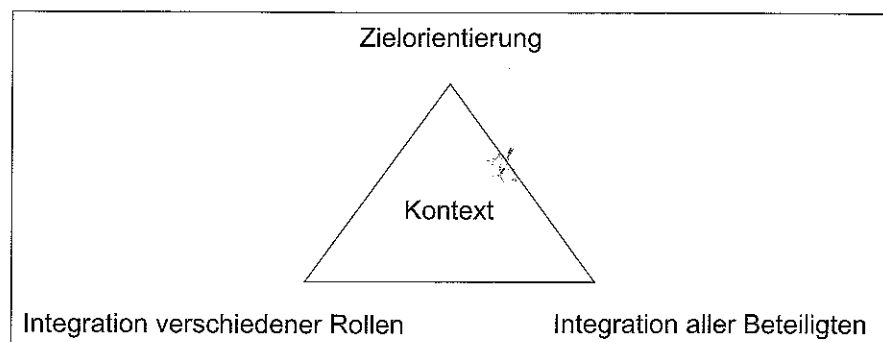 Zielorientierung
Kontext
Integration verschiedener Rollen
Integration aller Beteiligten